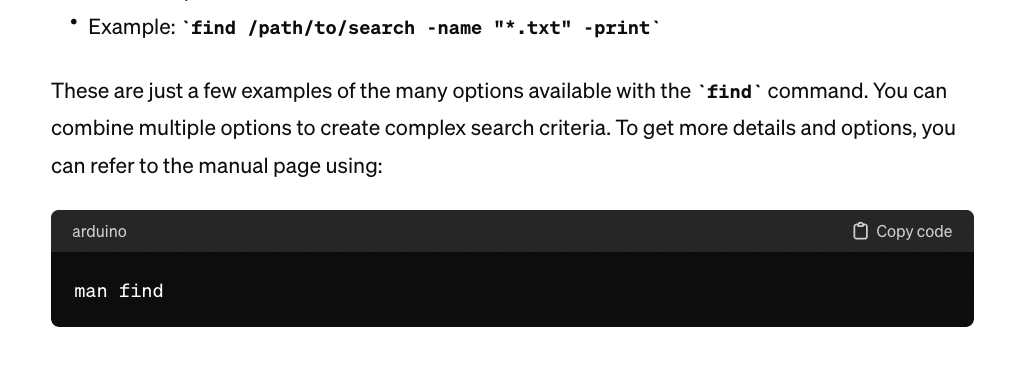 • Example: `find /path/to/search -name "*.txt" -print`
These are just a few examples of the many options available with the `find` command. You can
combine multiple options to create complex search criteria. To get more details and options, you
can refer to the manual page using:
arduino Copy code
man find